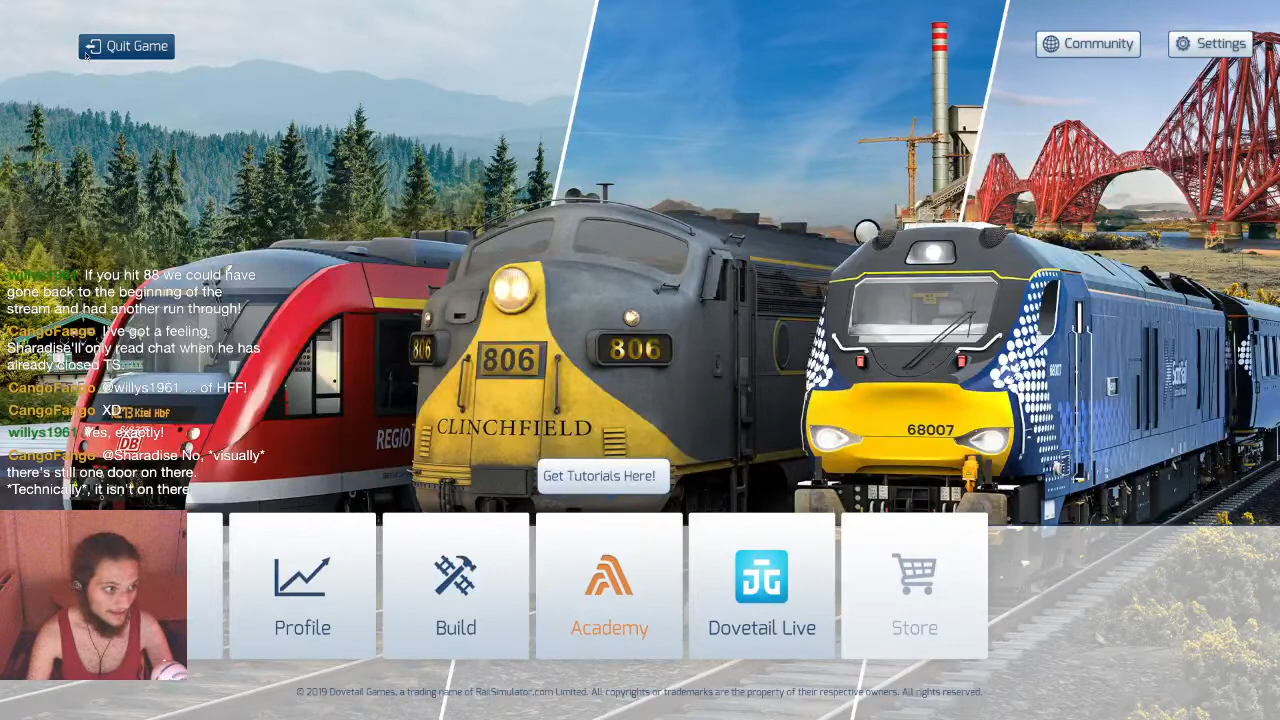 Quit Game
Community
Settings
If you hit 88 we could have
gone back to the beginning of the
stream and had another run through!
CangoFango I've got a feeling
Sharadise'll only read chat when he has
already closed TS.
CangoFango @willys1961 ... of HFF!
CangoFango XD
willys1961 Yes, exactly!
CangoFango @Sharadise No, *visually*
there's still one door on there.
*Technically*, it isn't on there.
Kiel Hbf
REGIO
806
806
806
CLINCHFIELD
68007
68007
Get Tutorials Here!
Profile
Build
Academy
Dovetail Live
Store
© 2019 Dovetail Games, a trading name of RailSimulator.com Limited. All copyrights or trademarks are the property of their respective owners. All rights reserved.